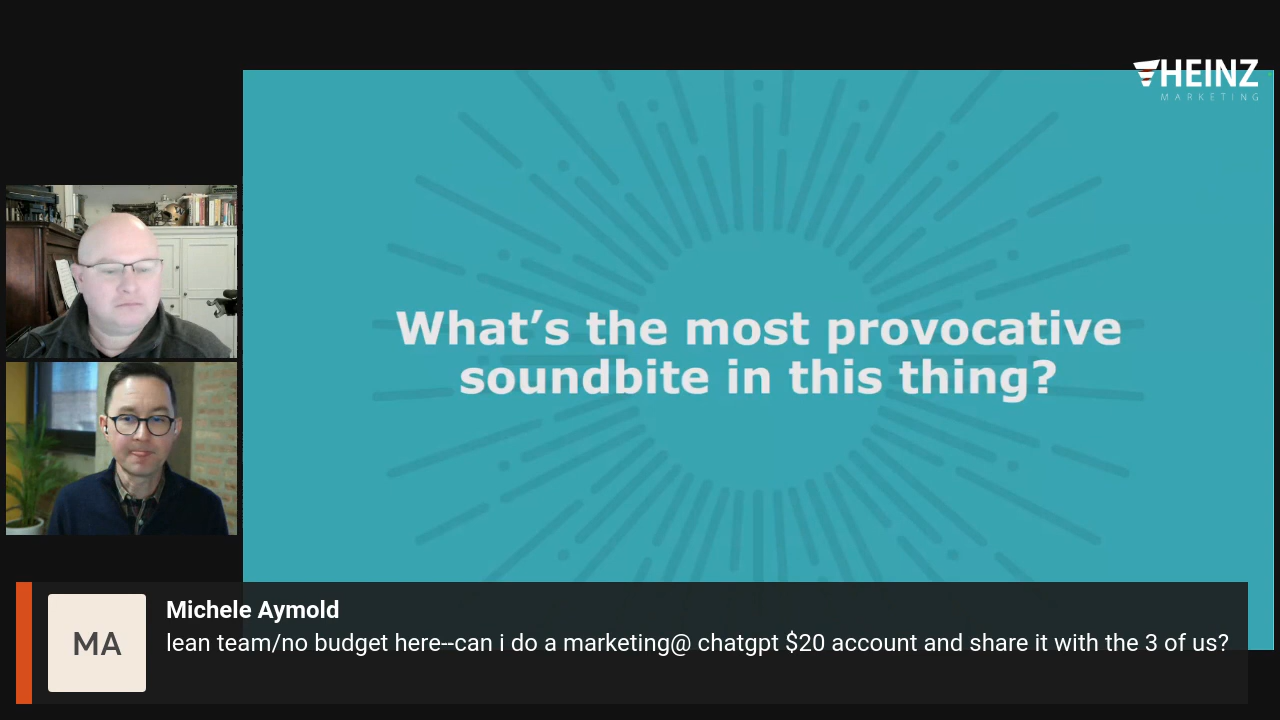 HEINZ
MARKETING
What's the most provocative
soundbite in this thing?
MA
Michele Aymold
lean team/no budget here--can i do a marketing@ chatgpt $20 account and share it with the 3 of us?